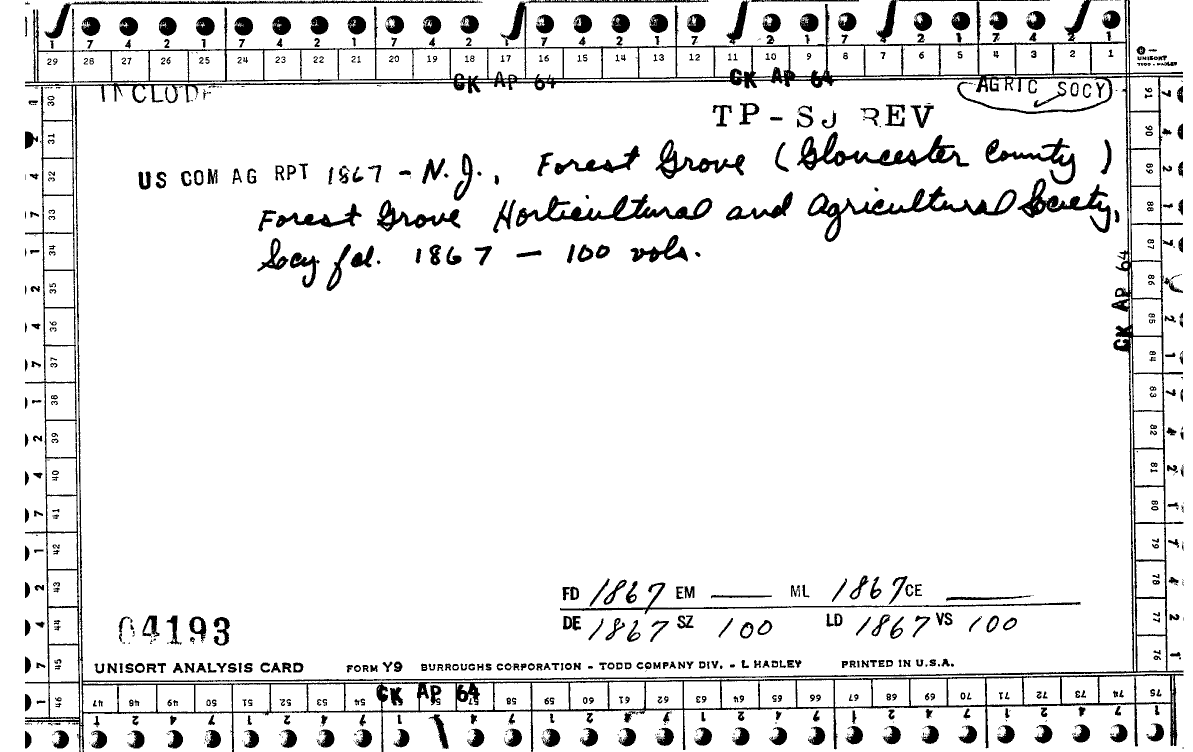 7 4 2 1 7 4 2 1 7 4 2 1 7 4 2 1 7 4 2 1 7 4 2 1 7 4 2 1
29 28 27 26 25 24 23 22 21 20 19 18 17 16 15 14 13 12 11 10 9 8 7 6 5 4 3 2 1
UNISORT
TODD - HADLEY
CK AP 64 CK AP 64
INCLUDE AGRIC SOCY
TP-SJ REV
US COM AG RPT 1867 - N.J., Forest Grove (Gloucester County)
Forest Grove Horticultural and Agricultural Society,
Socy fd. 1867 — 100 vols.
CK AP 64
30 31 32 33 34 35 36 37 38 39 40 41 42 43 44 45 46
91 90 89 88 87 86 85 84 83 82 81 80 79 78 77 76
FD 1867 EM —— ML 1867 CE ——
DE 1867 SZ 100 LD 1867 VS 100
04193
UNISORT ANALYSIS CARD FORM Y9 BURROUGHS CORPORATION - TODD COMPANY DIV. - L HADLEY PRINTED IN U.S.A.
CK AP 64
47 48 49 50 51 52 53 54 55 56 57 58 59 60 61 62 63 64 65 66 67 68 69 70 71 72 73 74 75